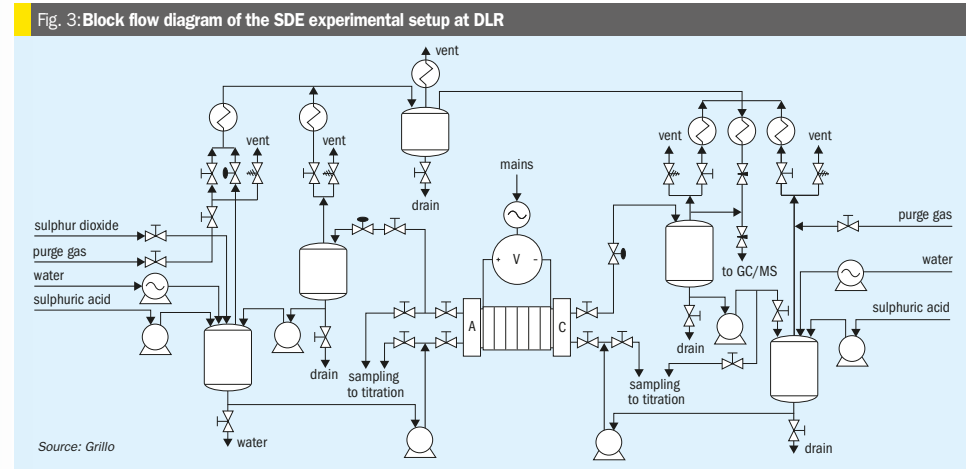 Fig. 3: Block flow diagram of the SDE experimental setup at DLR
vent
vent
vent
vent
vent
mains
drain
sulphur dioxide
purge gas
water
sulphuric acid
purge gas
water
sulphuric acid
+ V -
to GC/MS
A
C
drain
sampling
to titration
drain
sampling
to titration
water
drain
Source: Grillo